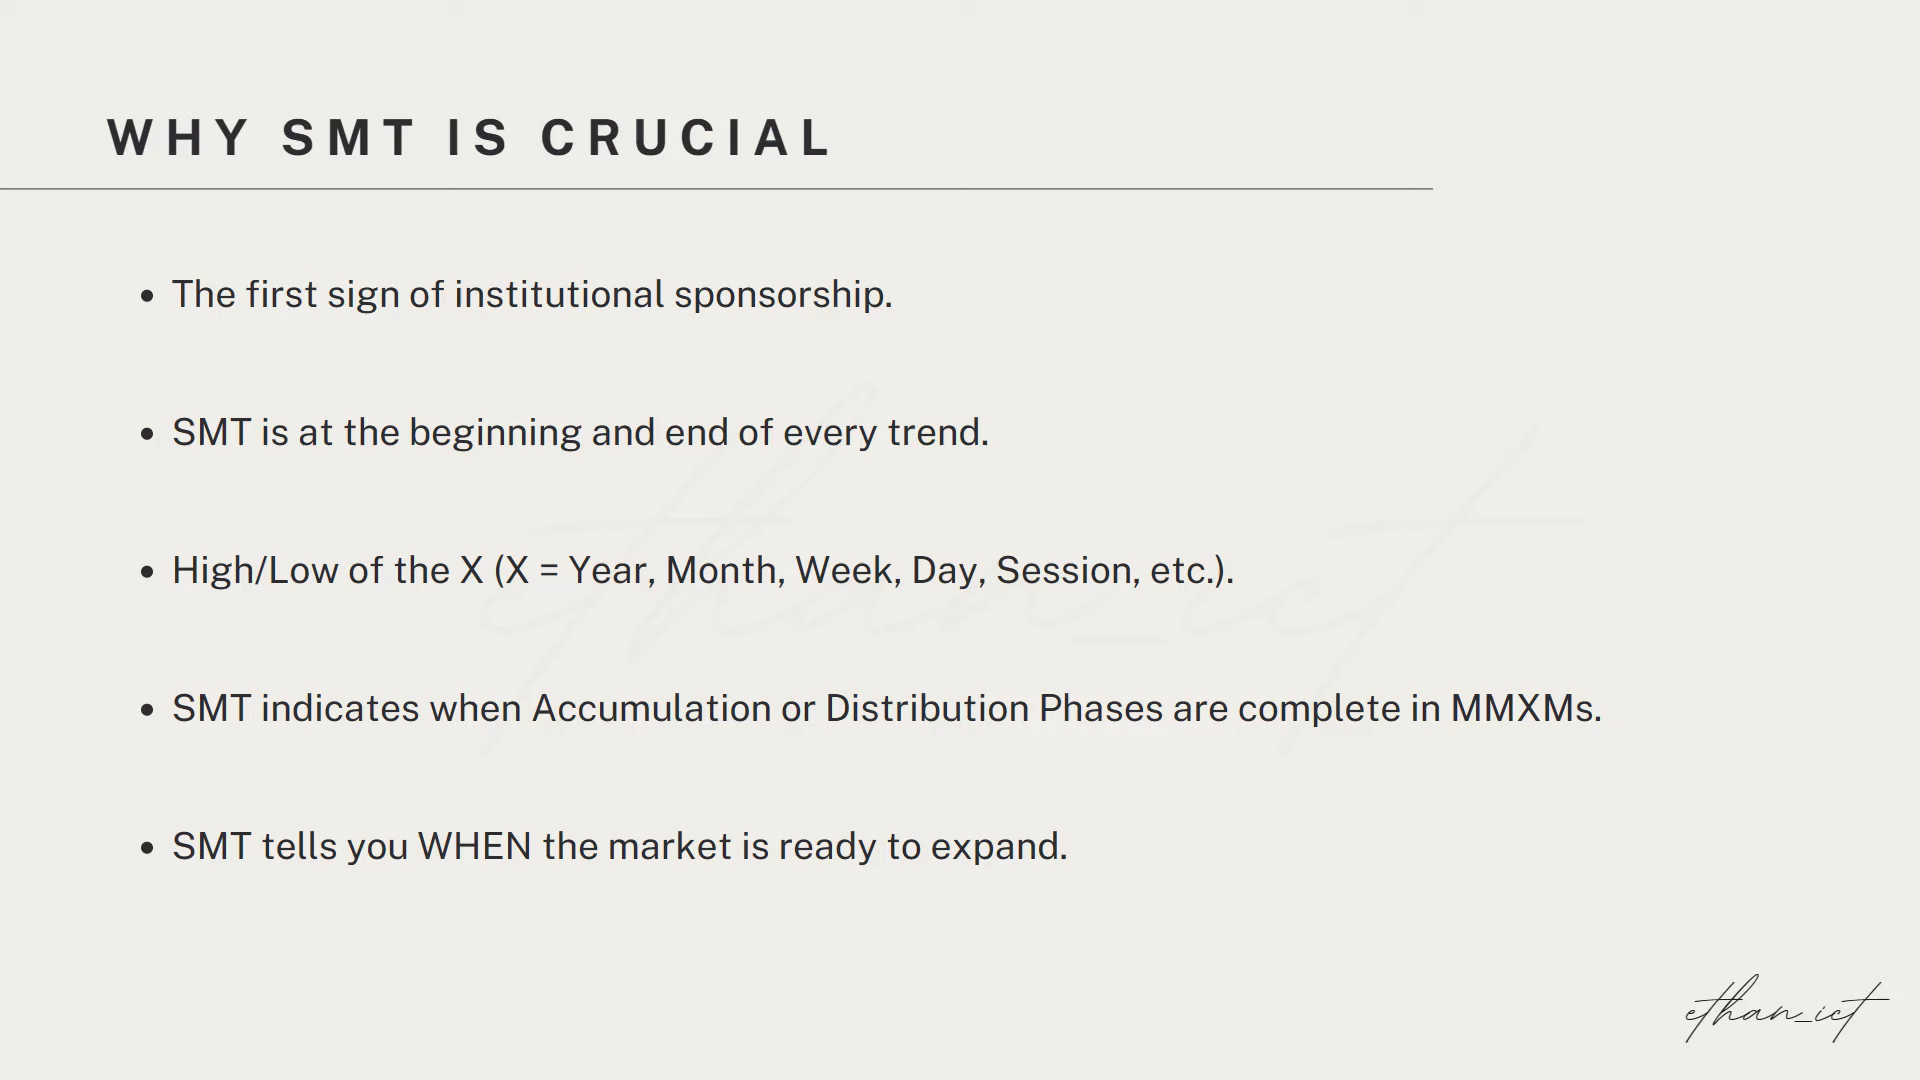 WHY SMT IS CRUCIAL
• The first sign of institutional sponsorship.
• SMT is at the beginning and end of every trend.
• High/Low of the X (X = Year, Month, Week, Day, Session, etc.).
• SMT indicates when Accumulation or Distribution Phases are complete in MMXMs.
• SMT tells you WHEN the market is ready to expand.
ethan_ict
ethan_ict